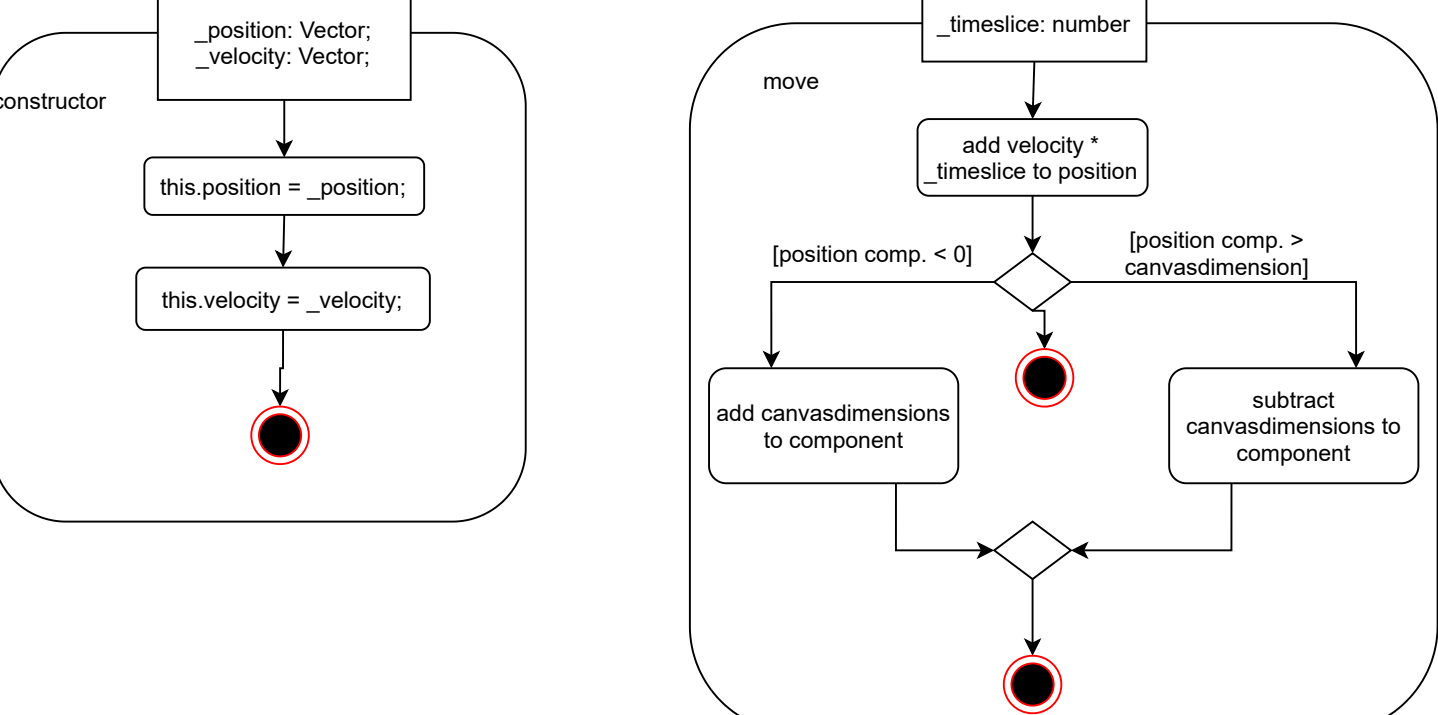 _position: Vector;
_velocity: Vector;
constructor
this.position = _position;
this.velocity = _velocity;
_timeslice: number
move
add velocity *
_timeslice to position
[position comp. < 0]
[position comp. >
canvasdimension]
add canvasdimensions
to component
subtract
canvasdimensions to
component